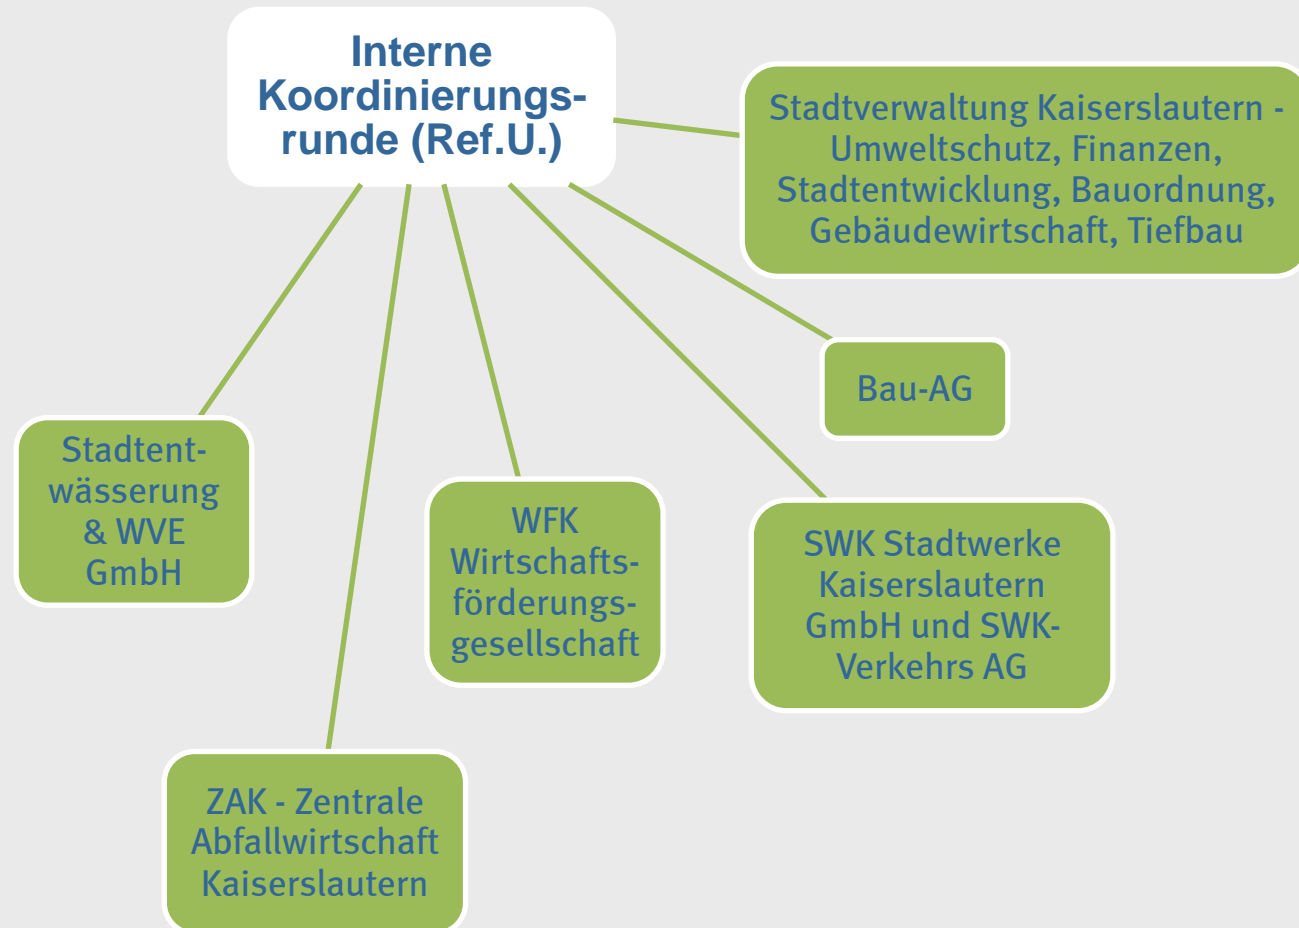 Interne
Koordinierungs-
runde (Ref.U.)
Stadtverwaltung Kaiserslautern -
Umweltschutz, Finanzen,
Stadtentwicklung, Bauordnung,
Gebäudewirtschaft, Tiefbau
Bau-AG
Stadtent-
wässerung
& WVE
GmbH
WFK
Wirtschafts-
förderungs-
gesellschaft
SWK Stadtwerke
Kaiserslautern
GmbH und SWK-
Verkehrs AG
ZAK - Zentrale
Abfallwirtschaft
Kaiserslautern